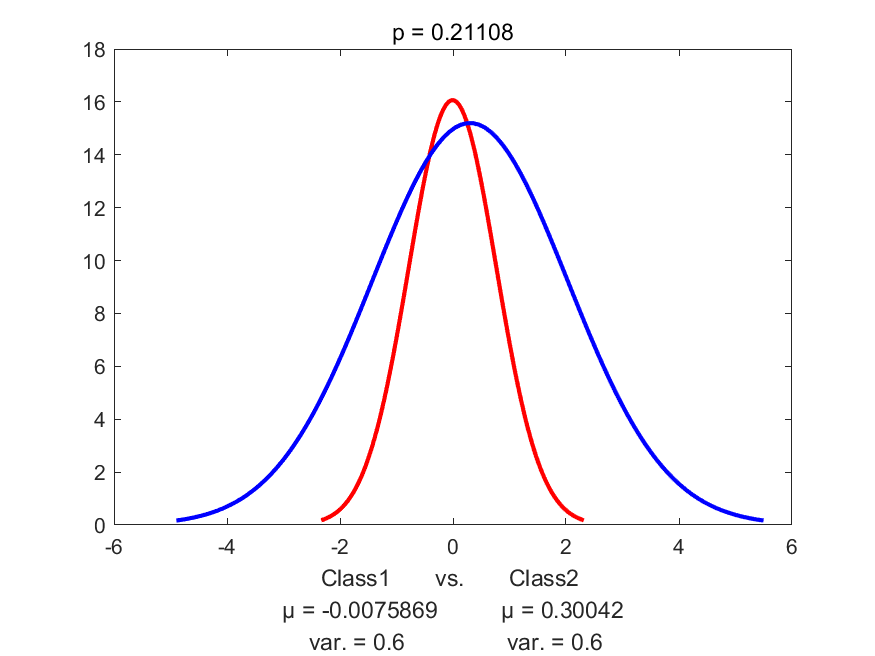 p = 0.21108
18
16
14
12
10
8
6
4
2
0
-6 -4 -2 0 2 4 6
Class1 vs. Class2
μ = -0.0075869 μ = 0.30042
var. = 0.6 var. = 0.6